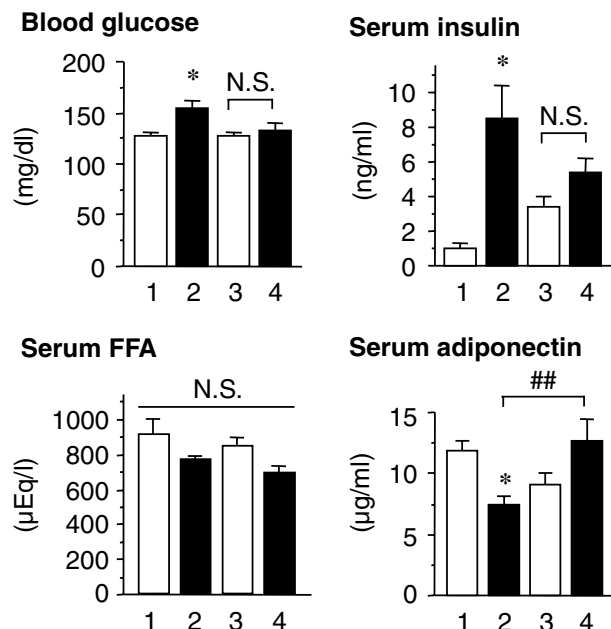 Blood glucose
200
150
100
50
0
(mg/dl)
*
N.S.
1 2 3 4
Serum insulin
10
8
6
4
2
0
(ng/ml)
*
N.S.
1 2 3 4
Serum FFA
1000
800
600
400
200
0
(µEq/l)
N.S.
1 2 3 4
Serum adiponectin
15
10
5
0
(µg/ml)
##
*
1 2 3 4